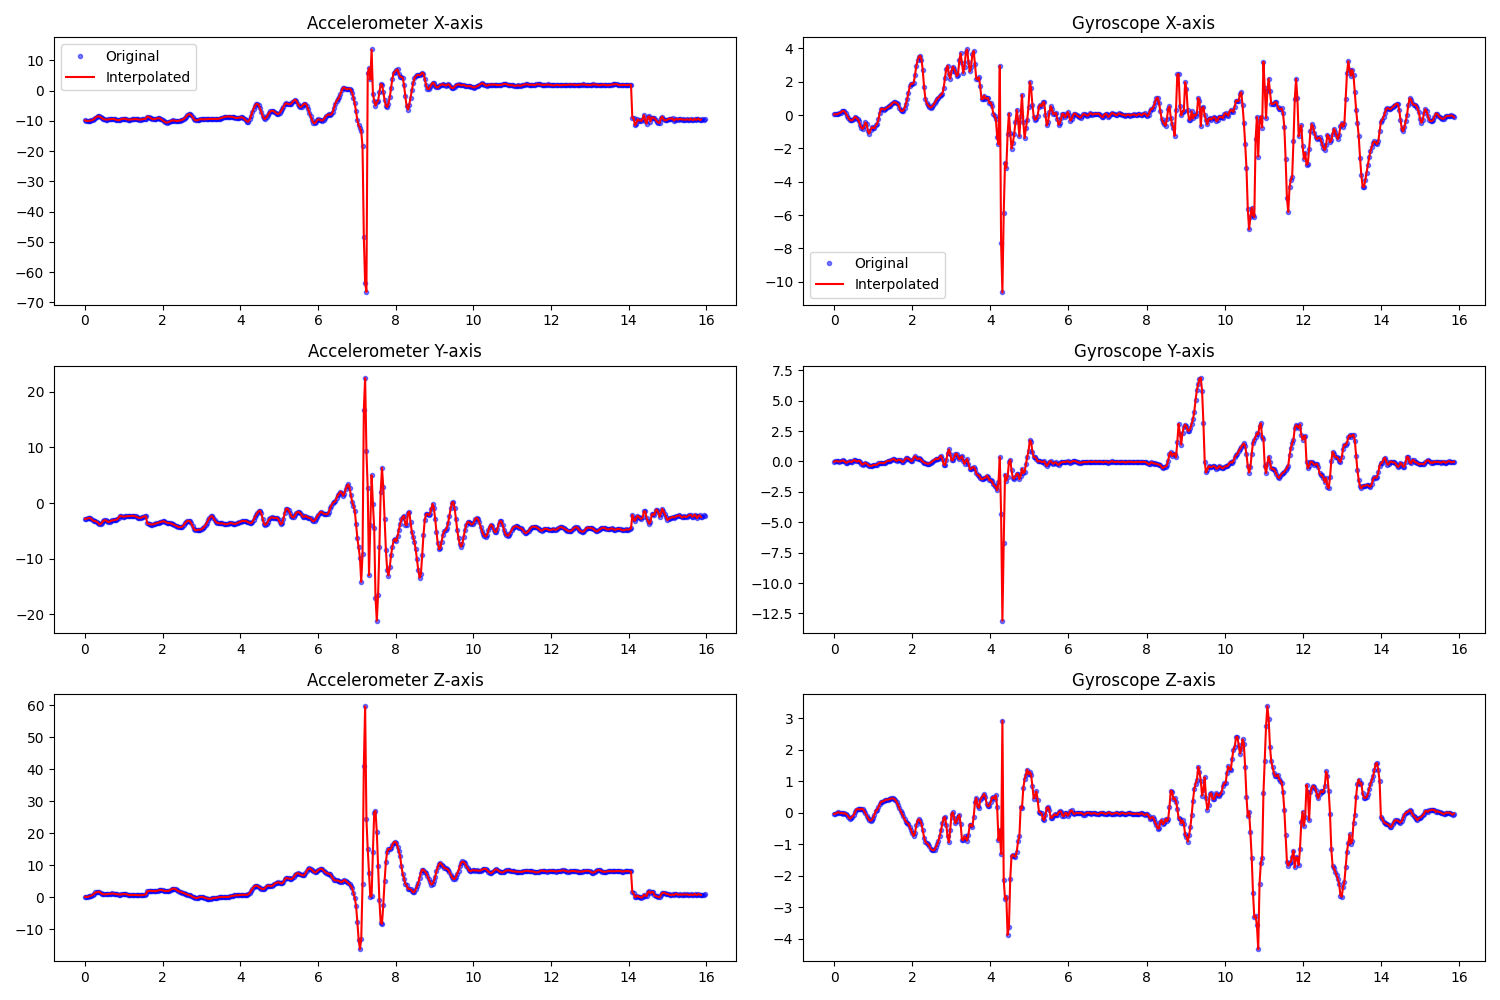 Accelerometer X-axis
10
0
−10
−20
−30
−40
−50
−60
−70
0 2 4 6 8 10 12 14 16
Original
Interpolated
Gyroscope X-axis
4
2
0
−2
−4
−6
−8
−10
0 2 4 6 8 10 12 14 16
Original
Interpolated
Accelerometer Y-axis
20
10
0
−10
−20
0 2 4 6 8 10 12 14 16
Gyroscope Y-axis
7.5
5.0
2.5
0.0
−2.5
−5.0
−7.5
−10.0
−12.5
0 2 4 6 8 10 12 14 16
Accelerometer Z-axis
60
50
40
30
20
10
0
−10
0 2 4 6 8 10 12 14 16
Gyroscope Z-axis
3
2
1
0
−1
−2
−3
−4
0 2 4 6 8 10 12 14 16